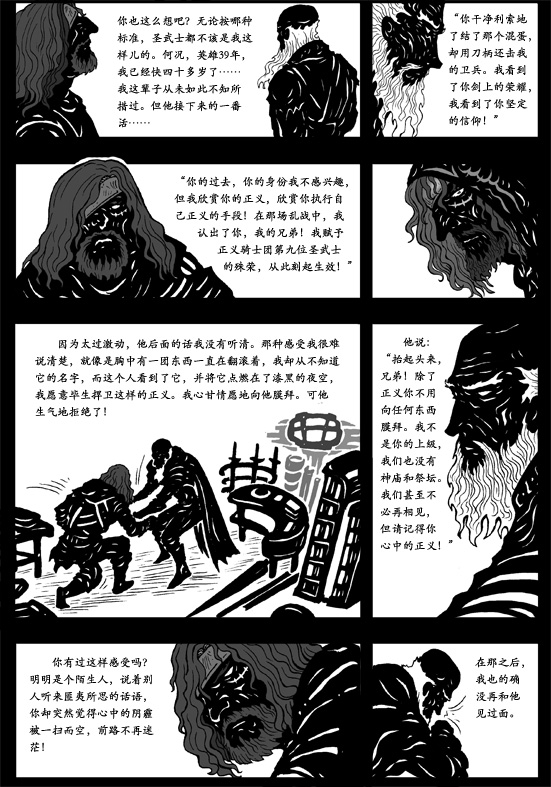 你也这么想吧？无论按哪种
标准，圣武士都不该是我这
样儿的。何况，英雄39年，
我已经快四十多岁了……
我这辈子从未如此不知所
措过。但他接下来的一番
话……
“你干净利索地
了结了那个混蛋，
却用刀柄还击我
的卫兵。我看到
了你剑上的荣耀，
我看到了你坚定
的信仰！”
“你的过去，你的身份我不感兴趣，
但我欣赏你的正义，欣赏你执行自
己正义的手段！在那场乱战中，我
认出了你，我的兄弟！我赋予
正义骑士团第九位圣武士
的殊荣，从此刻起生效！”
因为太过激动，他后面的话我没有听清。那种感受我很难
说清楚，就像是胸中有一团东西一直在翻滚着，我却从不知道
它的名字，而这个人看到了它，并将它点燃在了漆黑的夜空，
我愿意毕生捍卫这样的正义。我心甘情愿地向他膜拜。可他
生气地拒绝了！
他说：
“抬起头来，
兄弟！除了
正义你不用
向任何东西
膜拜。我不
是你的上级，
我们也没有
神庙和祭坛。
我们甚至不
必再相见，
但请记得你
心中的正义！”
你有过这样感受吗？
明明是个陌生人，说着别
人听来匪夷所思的话语，
你却突然觉得心中的阴霾
被一扫而空，前路不再迷
茫！
在那之后，
我也的确
没再和他
见过面。